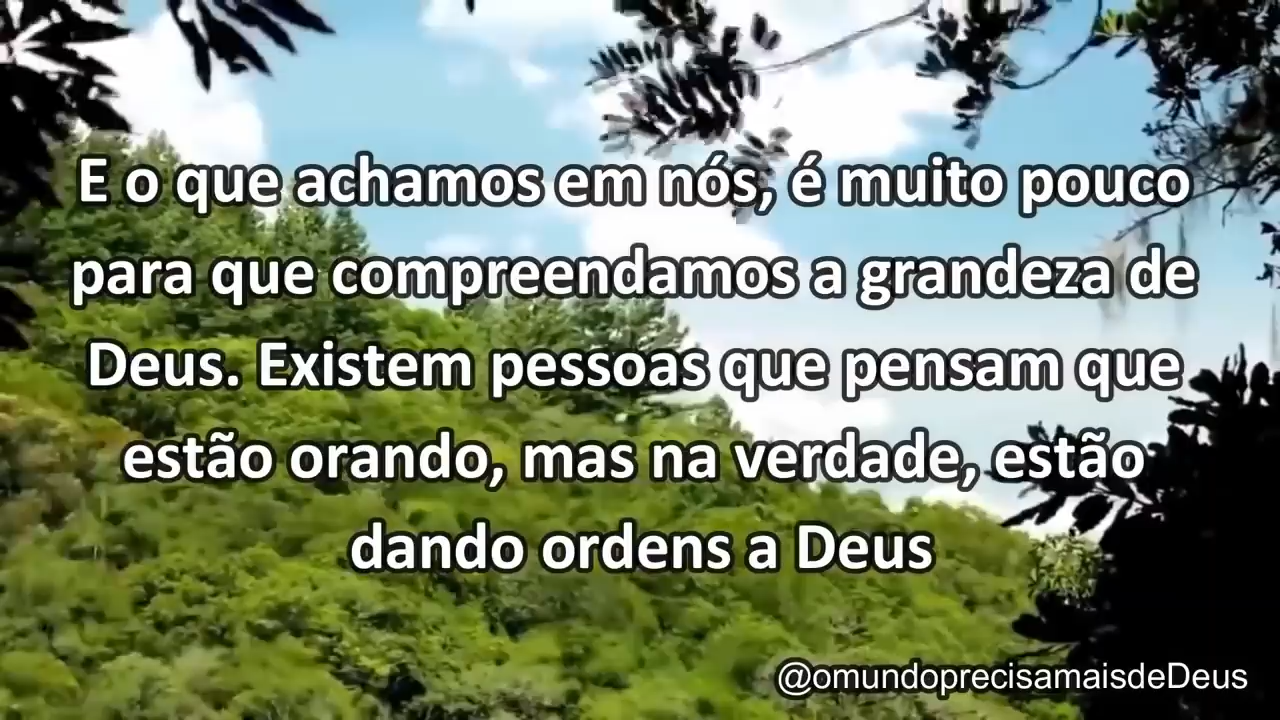 E o que achamos em nós, é muito pouco
para que compreendamos a grandeza de
Deus. Existem pessoas que pensam que
estão orando, mas na verdade, estão
dando ordens a Deus
@omundoprecisamaisdeDeus